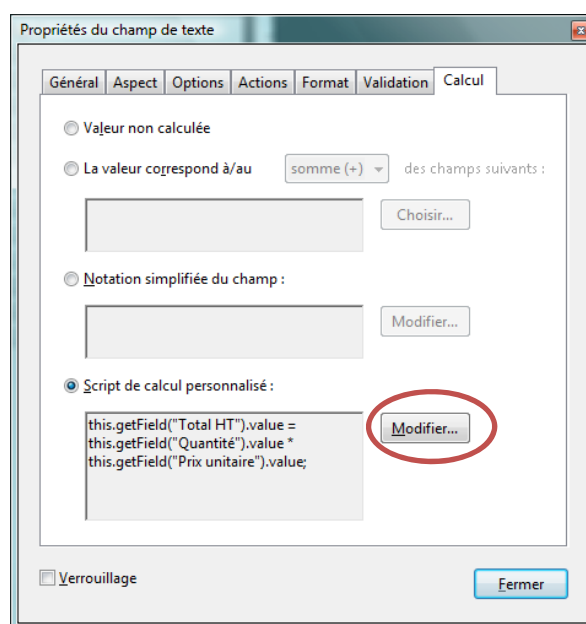 Propriétés du champ de texte
Général Aspect Options Actions Format Validation Calcul
Valeur non calculée
La valeur correspond à/au somme (+) des champs suivants :
Choisir...
Notation simplifiée du champ :
Modifier...
Script de calcul personnalisé :
this.getField("Total HT").value =
this.getField("Quantité").value *
this.getField("Prix unitaire").value;
Modifier...
Verrouillage
Fermer